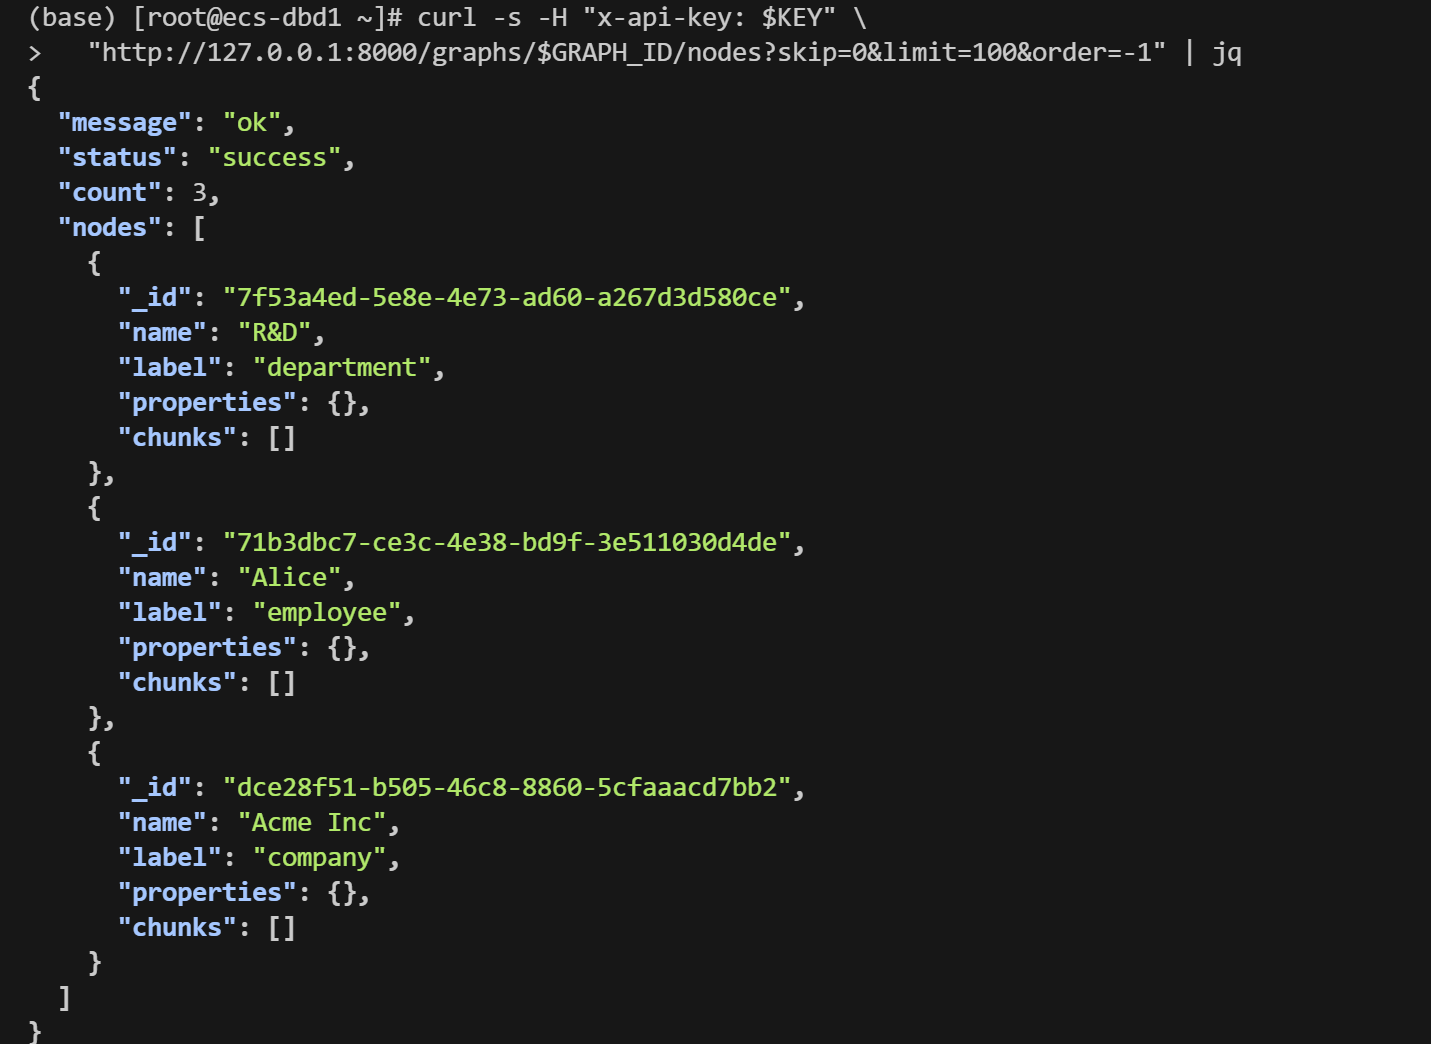 (base) [root@ecs-dbd1 ~]# curl -s -H "x-api-key: $KEY" \
>   "http://127.0.0.1:8000/graphs/$GRAPH_ID/nodes?skip=0&limit=100&order=-1" | jq
{
  "message": "ok",
  "status": "success",
  "count": 3,
  "nodes": [
    {
      "_id": "7f53a4ed-5e8e-4e73-ad60-a267d3d580ce",
      "name": "R&D",
      "label": "department",
      "properties": {},
      "chunks": []
    },
    {
      "_id": "71b3dbc7-ce3c-4e38-bd9f-3e511030d4de",
      "name": "Alice",
      "label": "employee",
      "properties": {},
      "chunks": []
    },
    {
      "_id": "dce28f51-b505-46c8-8860-5cfaaacd7bb2",
      "name": "Acme Inc",
      "label": "company",
      "properties": {},
      "chunks": []
    }
  ]
}